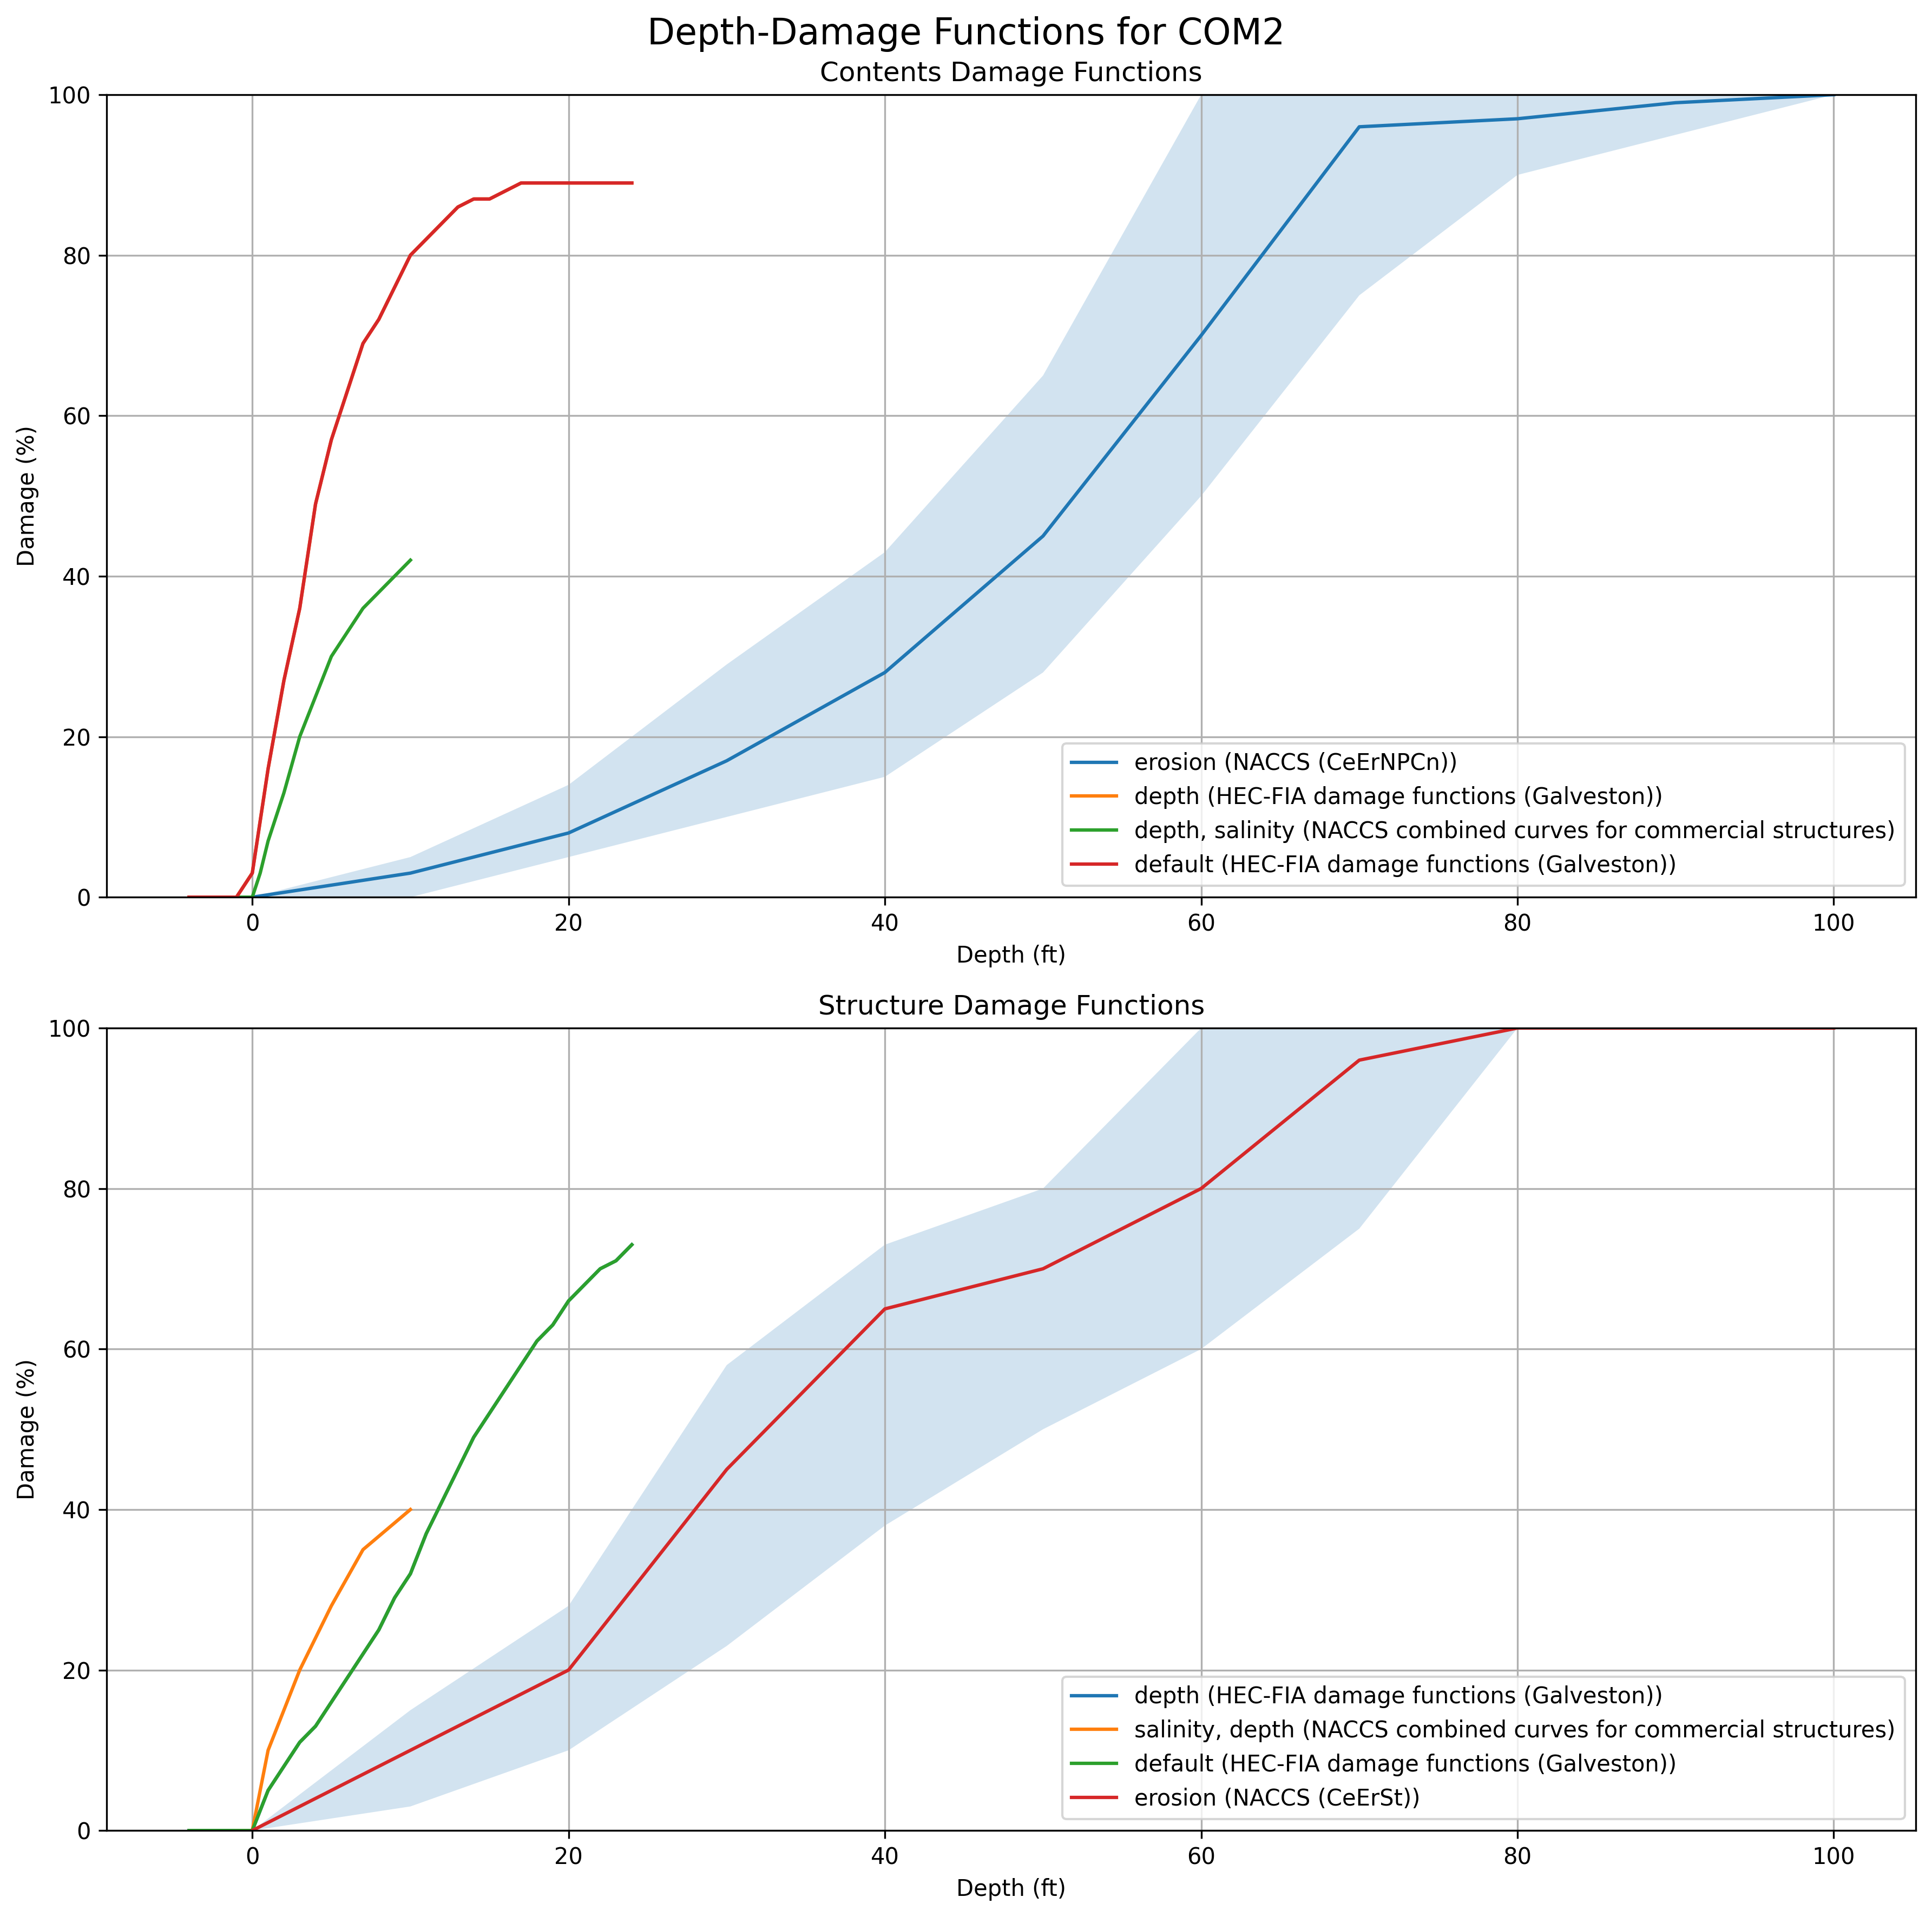 Depth-Damage Functions for COM2
Contents Damage Functions
100
80
60
40
20
0
Damage (%)
0 20 40 60 80 100
Depth (ft)
erosion (NACCS (CeErNPCn))
depth (HEC-FIA damage functions (Galveston))
depth, salinity (NACCS combined curves for commercial structures)
default (HEC-FIA damage functions (Galveston))
Structure Damage Functions
100
80
60
40
20
0
Damage (%)
0 20 40 60 80 100
Depth (ft)
depth (HEC-FIA damage functions (Galveston))
salinity, depth (NACCS combined curves for commercial structures)
default (HEC-FIA damage functions (Galveston))
erosion (NACCS (CeErSt))